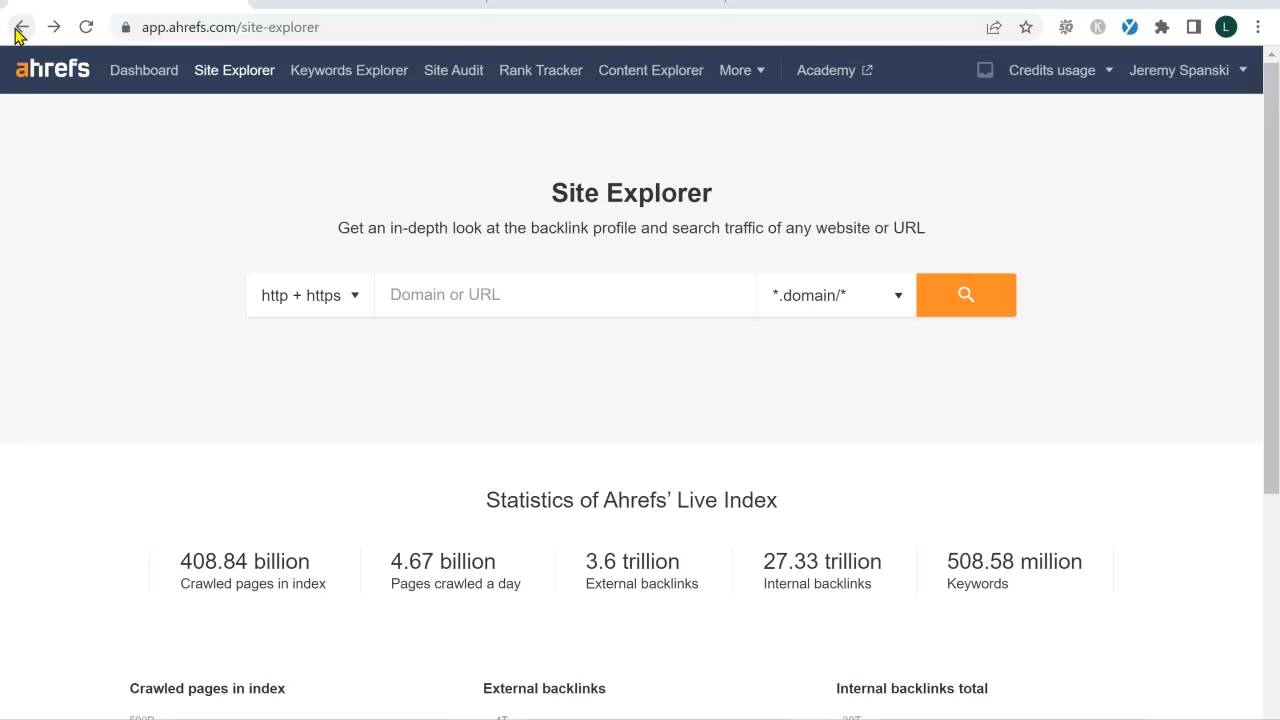 app.ahrefs.com/site-explorer
L
ahrefs Dashboard Site Explorer Keywords Explorer Site Audit Rank Tracker Content Explorer More Academy Credits usage Jeremy Spanski
Site Explorer
Get an in-depth look at the backlink profile and search traffic of any website or URL
http + https Domain or URL *.domain/*
Statistics of Ahrefs’ Live Index
408.84 billion 4.67 billion 3.6 trillion 27.33 trillion 508.58 million
Crawled pages in index Pages crawled a day External backlinks Internal backlinks Keywords
Crawled pages in index External backlinks Internal backlinks total